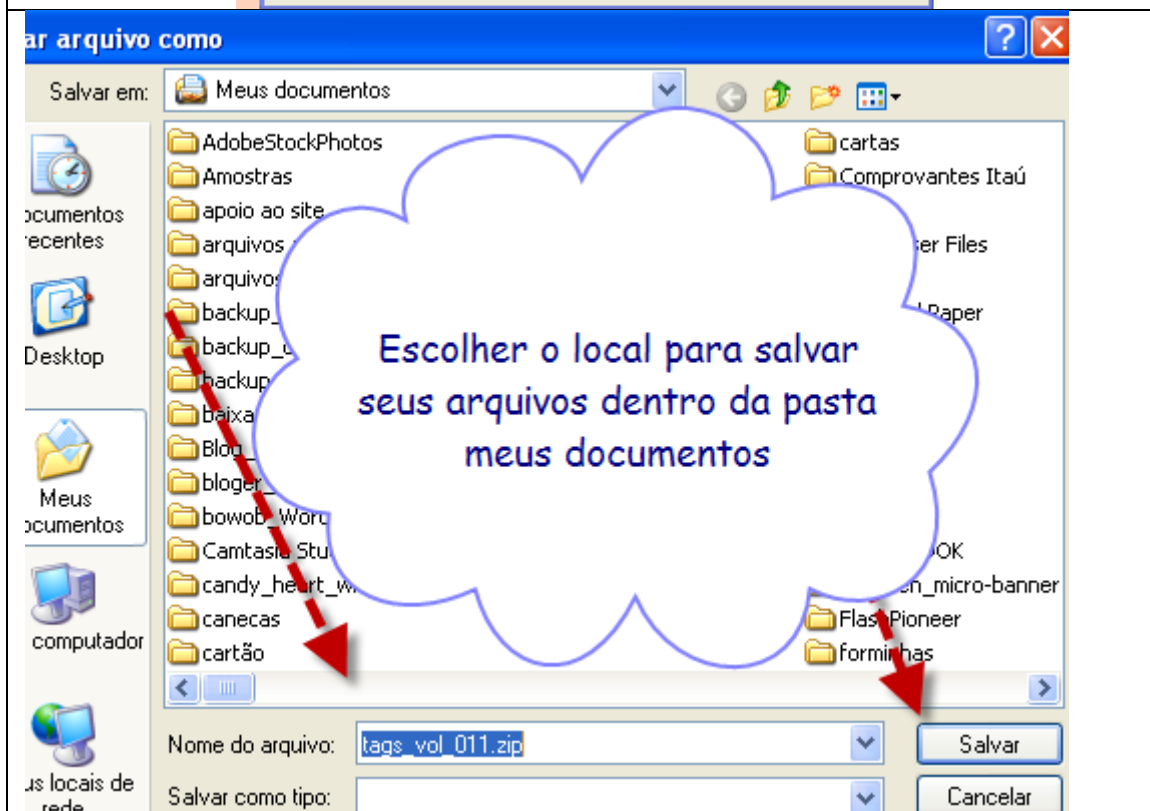 ar arquivo como
Salvar em:
Meus documentos
ocumentos
ecentes
Desktop
Meus
ocumentos
computador
us locais de
rede
AdobeStockPhotos
Amostras
apoio ao site
arquivos
arquivos
backup_
backup_
backup
baixa
Blog_
bloger_
bowob_Word
Camtasia Stu
candy_heart_w
canecas
cartão
cartas
Comprovantes Itaú
er Files
Paper
OK
en_micro-banner
FlashPioneer
forminhas
Escolher o local para salvar
seus arquivos dentro da pasta
meus documentos
Nome do arquivo:
tags_vol_011.zip
Salvar
Salvar como tipo:
Cancelar